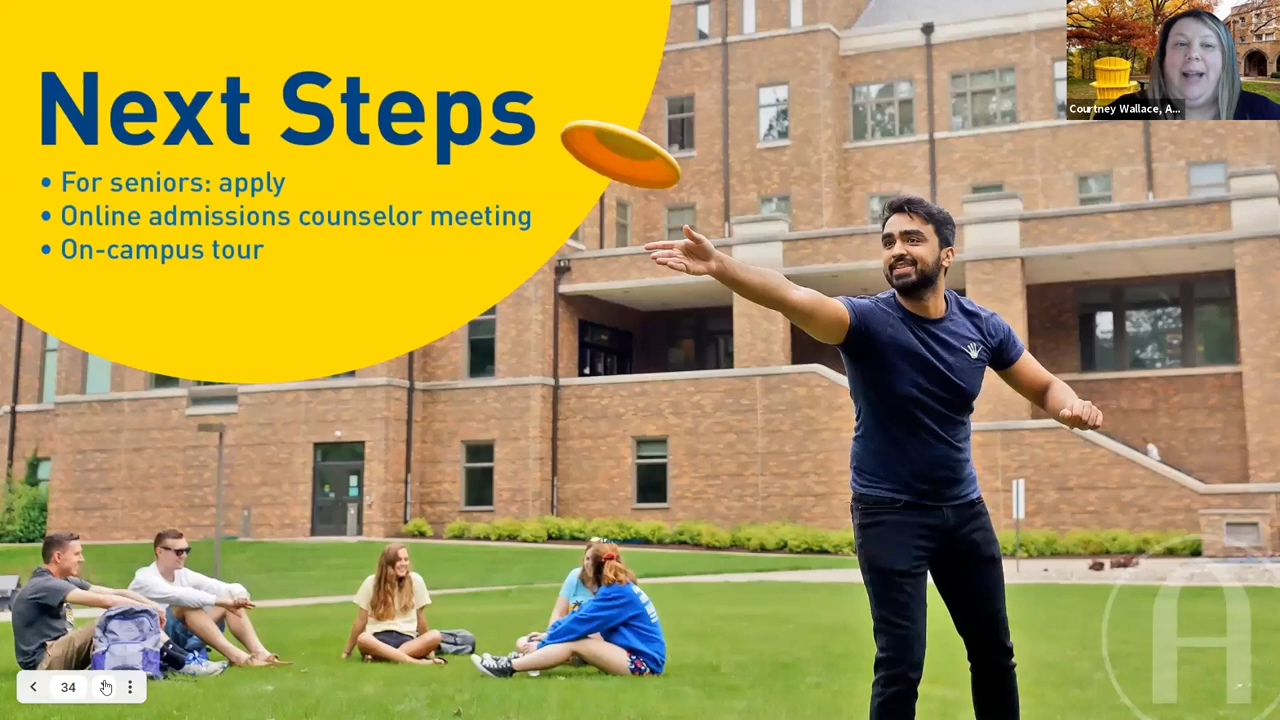 Next Steps
• For seniors: apply
• Online admissions counselor meeting
• On-campus tour
Courtney Wallace, A...
34
A